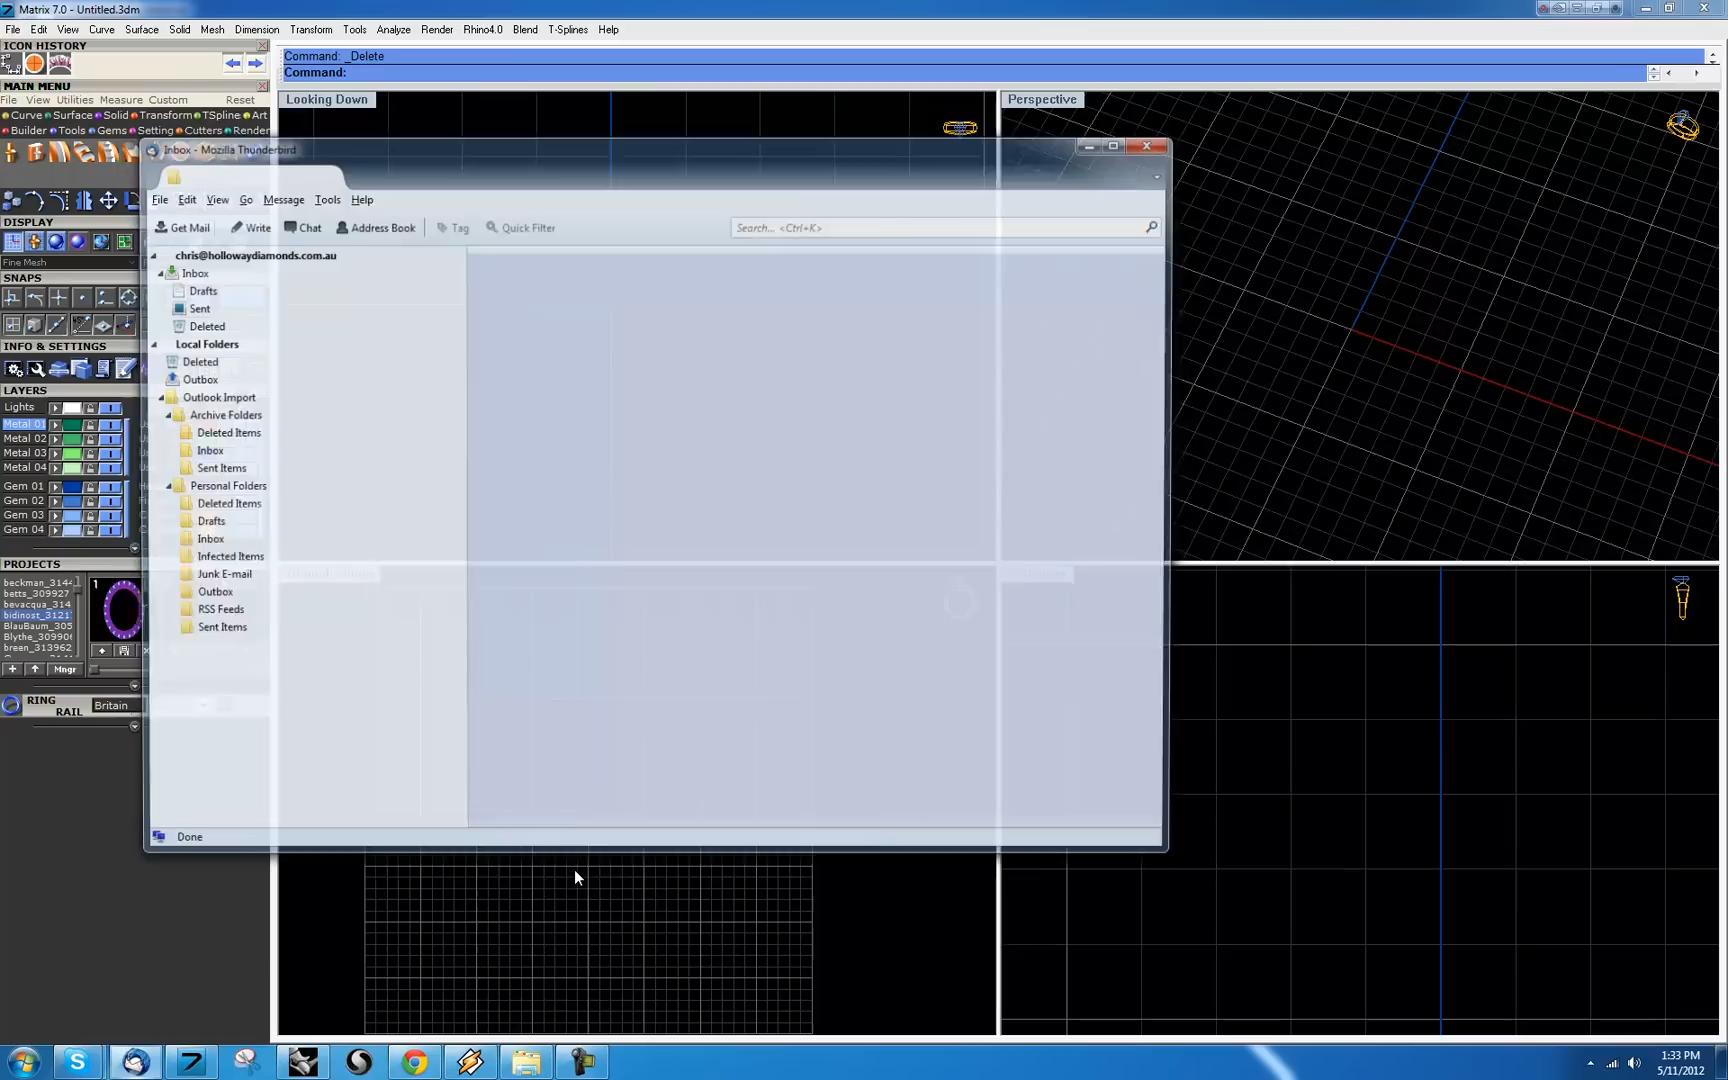 Matrix 7.0 - Untitled.3dm
File Edit View Curve Surface Solid Mesh Dimension Transform Tools Analyze Render Rhino4.0 Blend T-Splines Help
ICON HISTORY
Command: _Delete
Command:
MAIN MENU
File View Utilities Measure Custom Reset
Curve Surface Solid Transform TSpline Art
Builder Tools Gems Setting Cutters Render
Looking Down
Perspective
Inbox - Mozilla Thunderbird
File Edit View Go Message Tools Help
Get Mail Write Chat Address Book Tag Quick Filter Search... <Ctrl+K>
chris@hollowaydiamonds.com.au
Inbox
Drafts
Sent
Deleted
Local Folders
Deleted
Outbox
Outlook Import
Archive Folders
Deleted Items
Inbox
Sent Items
Personal Folders
Deleted Items
Drafts
Inbox
Infected Items
Junk E-mail
Outbox
RSS Feeds
Sent Items
Done
DISPLAY
Fine Mesh
SNAPS
INFO & SETTINGS
LAYERS
Lights
Metal 01
Metal 02
Metal 03
Metal 04
Gem 01
Gem 02
Gem 03
Gem 04
PROJECTS
beckman_314
betts_309927
bevacqua_314
bidinost_3121
BlauBaum_305
Blythe_30990
breen_313962
1
Mngr
RING
RAIL
Britain
1:33 PM
5/11/2012